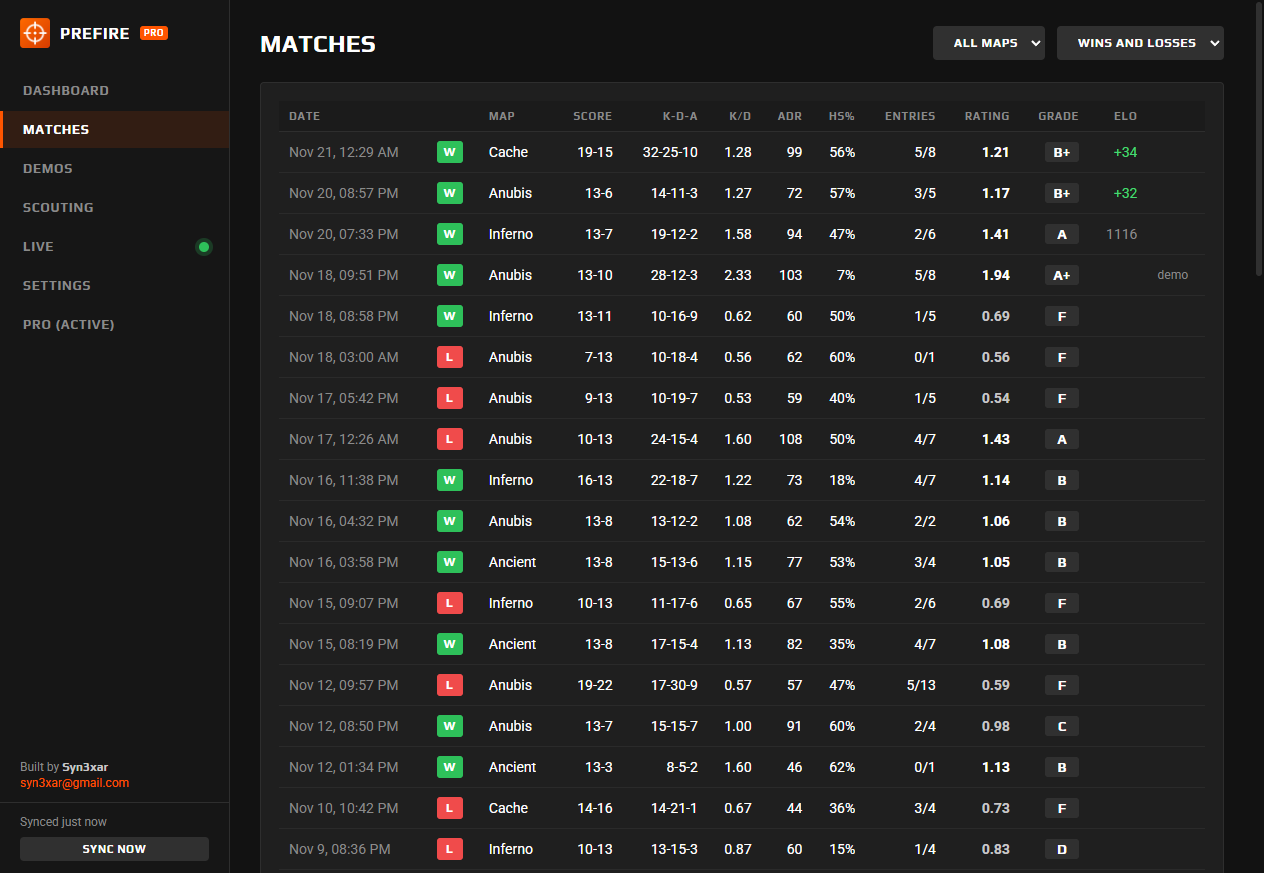 PREFIRE PRO
DASHBOARD
MATCHES
DEMOS
SCOUTING
LIVE
SETTINGS
PRO (ACTIVE)
Built by Syn3xar
syn3xar@gmail.com
Synced just now
SYNC NOW
MATCHES
ALL MAPS WINS AND LOSSES
DATE MAP SCORE K-D-A K/D ADR HS% ENTRIES RATING GRADE ELO
Nov 21, 12:29 AM W Cache 19-15 32-25-10 1.28 99 56% 5/8 1.21 B+ +34
Nov 20, 08:57 PM W Anubis 13-6 14-11-3 1.27 72 57% 3/5 1.17 B+ +32
Nov 20, 07:33 PM W Inferno 13-7 19-12-2 1.58 94 47% 2/6 1.41 A 1116
Nov 18, 09:51 PM W Anubis 13-10 28-12-3 2.33 103 7% 5/8 1.94 A+ demo
Nov 18, 08:58 PM W Inferno 13-11 10-16-9 0.62 60 50% 1/5 0.69 F
Nov 18, 03:00 AM L Anubis 7-13 10-18-4 0.56 62 60% 0/1 0.56 F
Nov 17, 05:42 PM L Anubis 9-13 10-19-7 0.53 59 40% 1/5 0.54 F
Nov 17, 12:26 AM L Anubis 10-13 24-15-4 1.60 108 50% 4/7 1.43 A
Nov 16, 11:38 PM W Inferno 16-13 22-18-7 1.22 73 18% 4/7 1.14 B
Nov 16, 04:32 PM W Anubis 13-8 13-12-2 1.08 62 54% 2/2 1.06 B
Nov 16, 03:58 PM W Ancient 13-8 15-13-6 1.15 77 53% 3/4 1.05 B
Nov 15, 09:07 PM L Inferno 10-13 11-17-6 0.65 67 55% 2/6 0.69 F
Nov 15, 08:19 PM W Ancient 13-8 17-15-4 1.13 82 35% 4/7 1.08 B
Nov 12, 09:57 PM L Anubis 19-22 17-30-9 0.57 57 47% 5/13 0.59 F
Nov 12, 08:50 PM W Anubis 13-7 15-15-7 1.00 91 60% 2/4 0.98 C
Nov 12, 01:34 PM W Ancient 13-3 8-5-2 1.60 46 62% 0/1 1.13 B
Nov 10, 10:42 PM L Cache 14-16 14-21-1 0.67 44 36% 3/4 0.73 F
Nov 9, 08:36 PM L Inferno 10-13 13-15-3 0.87 60 15% 1/4 0.83 D